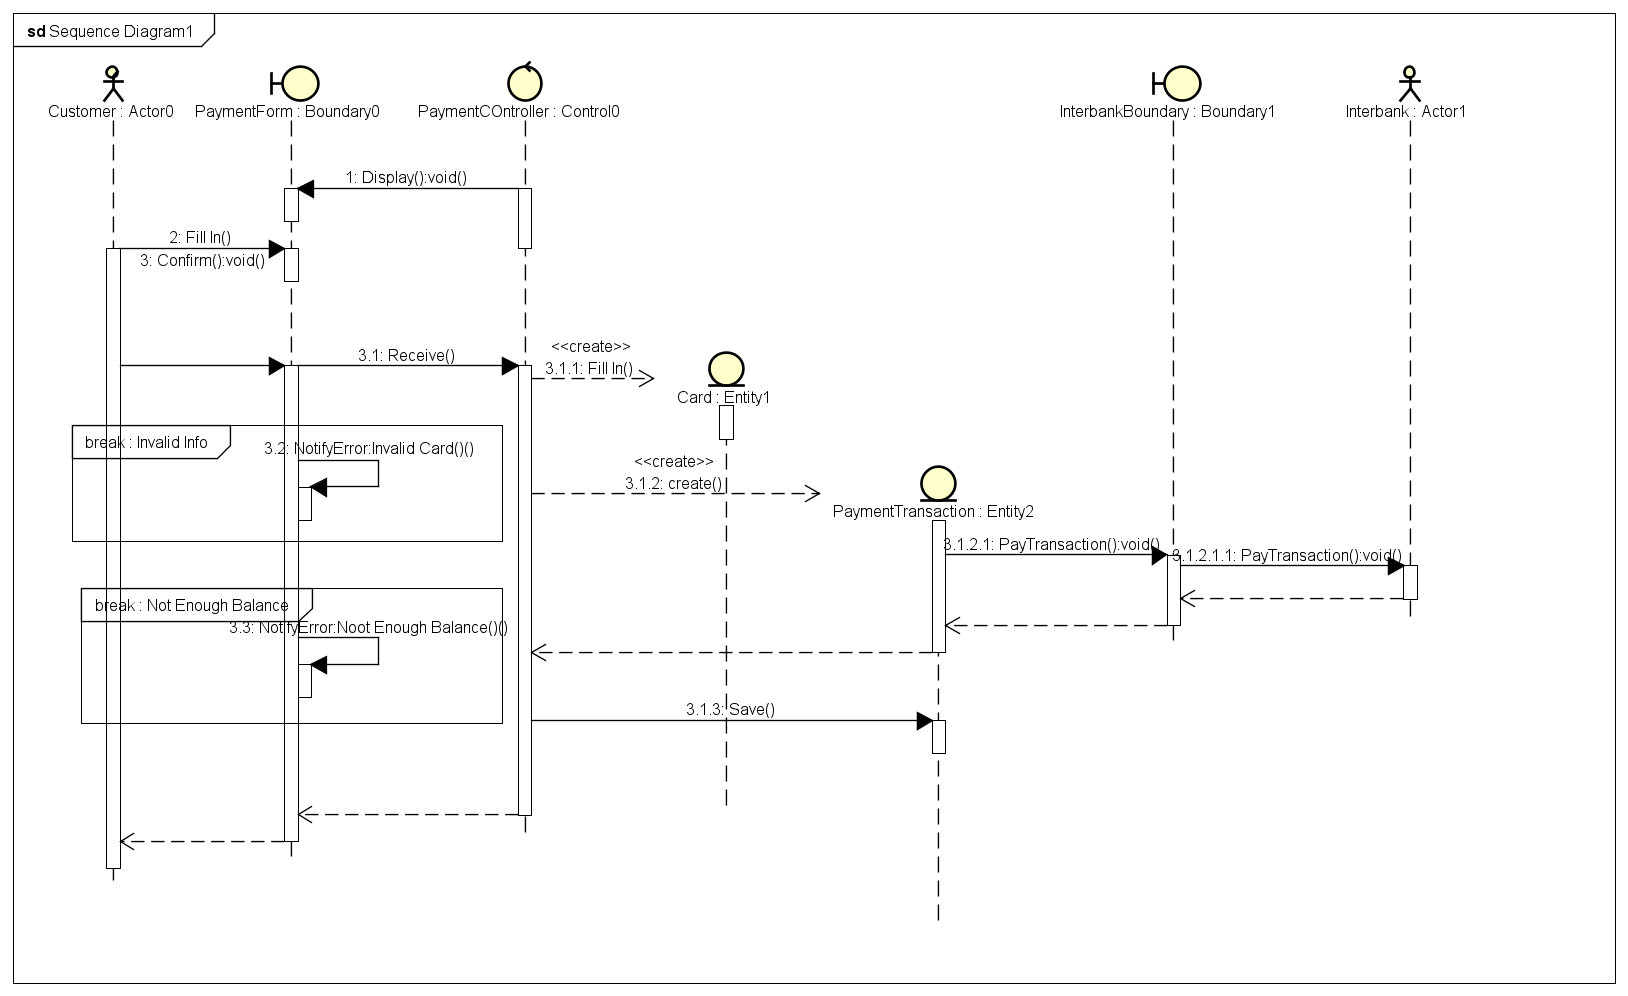 sd Sequence Diagram1
Customer : Actor0
PaymentForm : Boundary0
PaymentCOntroller : Control0
InterbankBoundary : Boundary1
Interbank : Actor1
1: Display():void()
2: Fill In()
3: Confirm():void()
3.1: Receive()
<<create>>
3.1.1: Fill In()
Card : Entity1
break : Invalid Info
3.2: NotifyError:Invalid Card()()
<<create>>
3.1.2: create()
PaymentTransaction : Entity2
3.1.2.1: PayTransaction():void()
3.1.2.1.1: PayTransaction():void()
break : Not Enough Balance
3.3: NotifyError:Noot Enough Balance()()
3.1.3: Save()